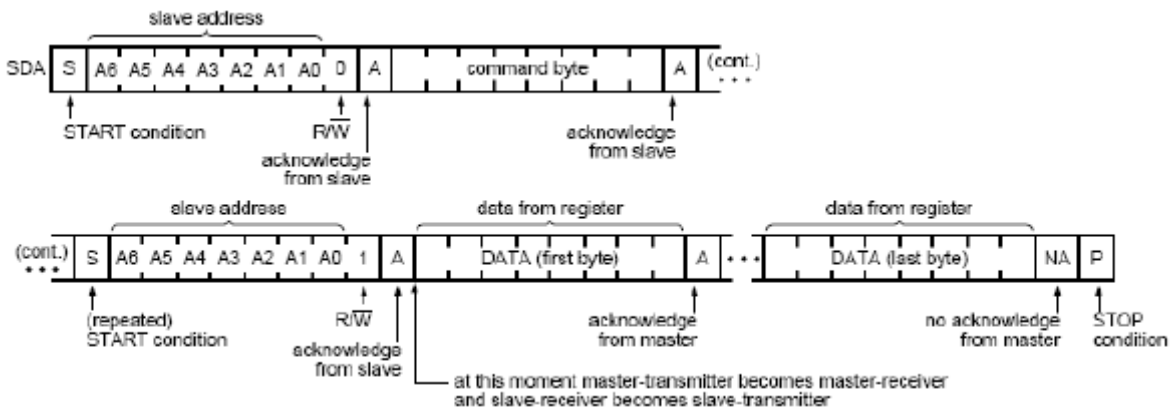 slave address
SDA S A6 A5 A4 A3 A2 A1 A0 0 A command byte A (cont.)
START condition
R/W
acknowledge
from slave
acknowledge
from slave
slave address
data from register
data from register
(cont.) S A6 A5 A4 A3 A2 A1 A0 1 A DATA (first byte) A DATA (last byte) NA P
(repeated)
START condition
R/W
acknowledge
from slave
acknowledge
from master
no acknowledge
from master
STOP
condition
at this moment master-transmitter becomes master-receiver
and slave-receiver becomes slave-transmitter